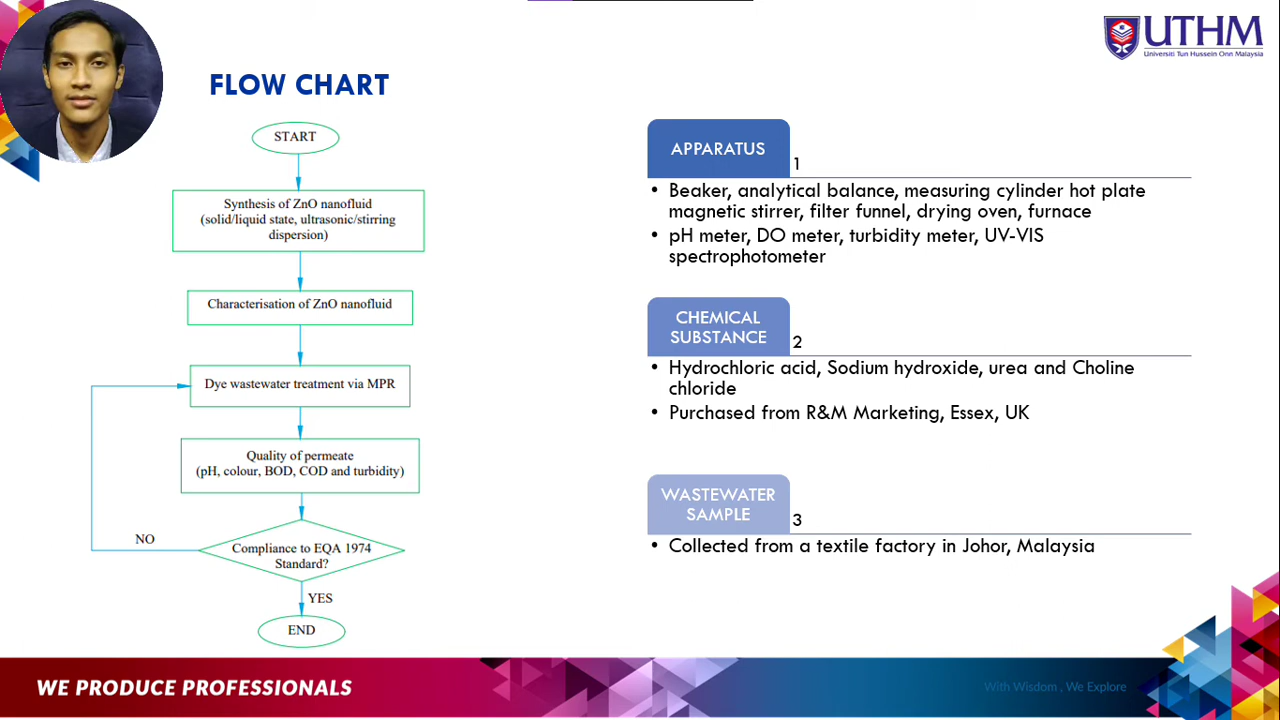 UTHM
Universiti Tun Hussein Onn Malaysia
FLOW CHART
START
Synthesis of ZnO nanofluid
(solid/liquid state, ultrasonic/stirring
dispersion)
Characterisation of ZnO nanofluid
Dye wastewater treatment via MPR
Quality of permeate
(pH, colour, BOD, COD and turbidity)
NO
Compliance to EQA 1974
Standard?
YES
END
APPARATUS
1
• Beaker, analytical balance, measuring cylinder hot plate
magnetic stirrer, filter funnel, drying oven, furnace
• pH meter, DO meter, turbidity meter, UV-VIS
spectrophotometer
CHEMICAL
SUBSTANCE
2
• Hydrochloric acid, Sodium hydroxide, urea and Choline
chloride
• Purchased from R&M Marketing, Essex, UK
WASTEWATER
SAMPLE
3
• Collected from a textile factory in Johor, Malaysia
WE PRODUCE PROFESSIONALS
With Wisdom , We Explore